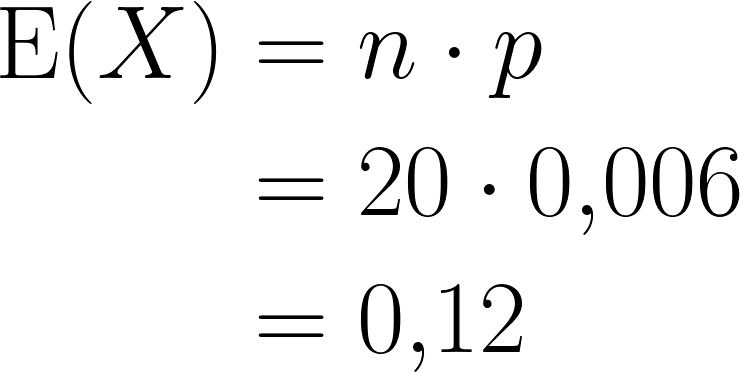 E(X) = n · p
= 20 · 0,006
= 0,12